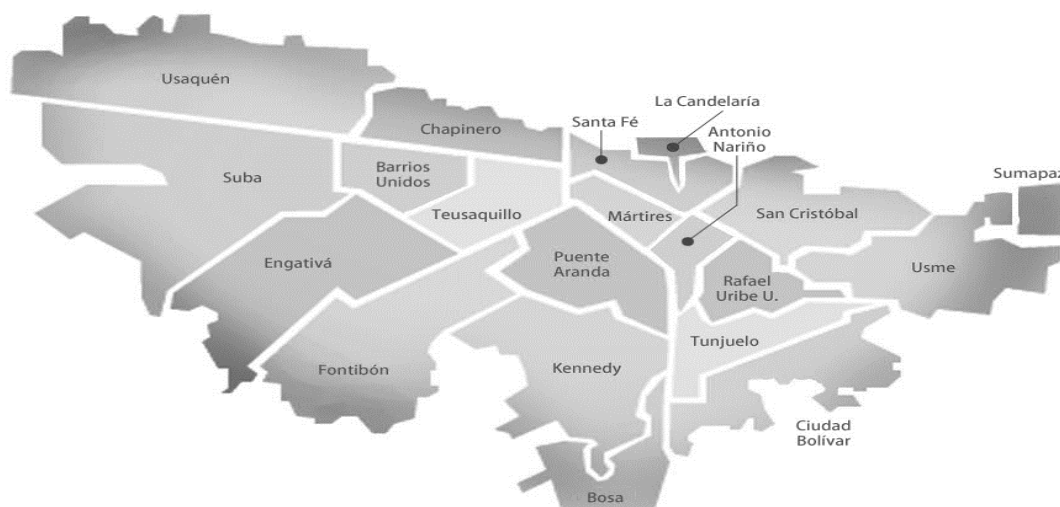 Usaquén
La Candelaría
Santa Fé
Antonio
Nariño
Chapinero
Barrios
Unidos
Suba
Sumapaz
Teusaquillo
Mártires
San Cristóbal
Engativá
Puente
Aranda
Rafael
Uribe U.
Usme
Fontibón
Kennedy
Tunjuelo
Ciudad
Bolívar
Bosa